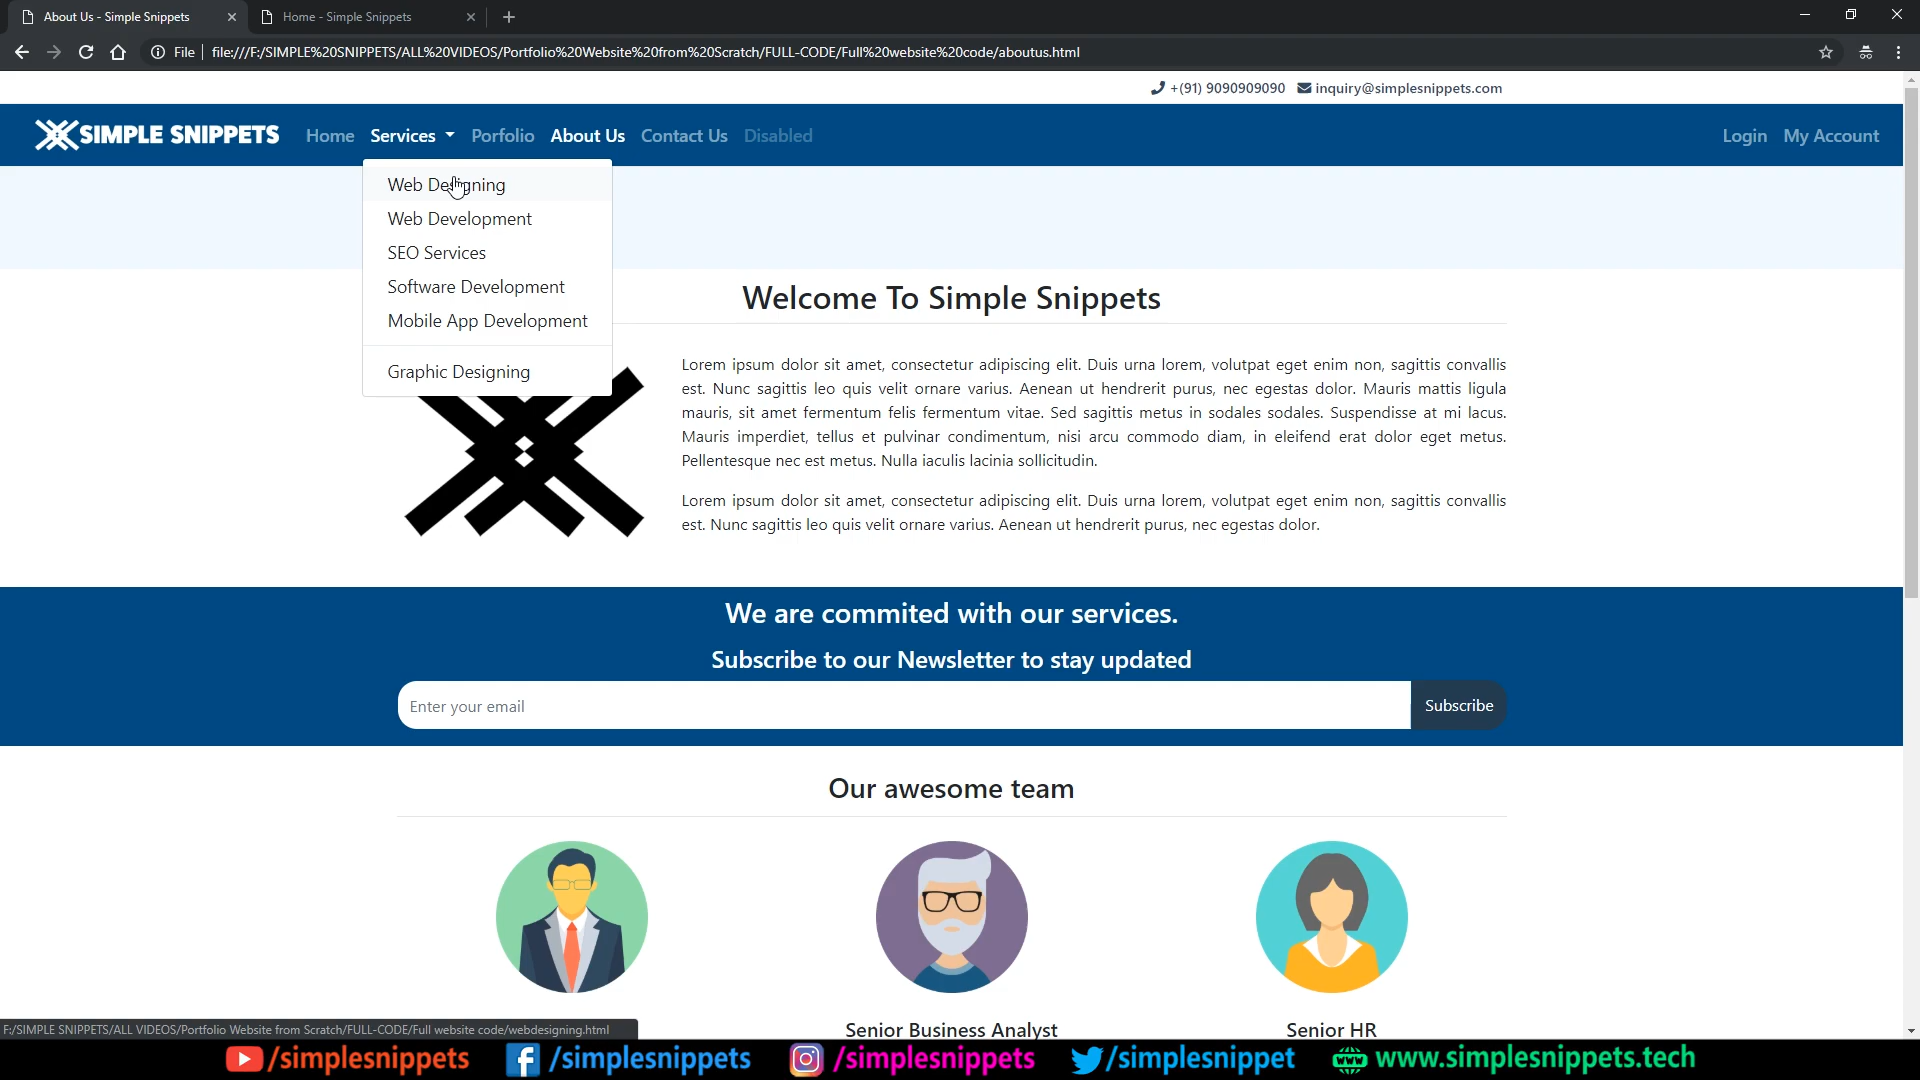 About Us - Simple Snippets
Home - Simple Snippets
File
file:///F:/SIMPLE%20SNIPPETS/ALL%20VIDEOS/Portfolio%20Website%20from%20Scratch/FULL-CODE/Full%20website%20code/aboutus.html
+(91) 9090909090 inquiry@simplesnippets.com
SIMPLE SNIPPETS Home Services Porfolio About Us Contact Us Disabled Login My Account
Web Designing
Web Development
SEO Services
Software Development
Mobile App Development
Graphic Designing
Welcome To Simple Snippets
Lorem ipsum dolor sit amet, consectetur adipiscing elit. Duis urna lorem, volutpat eget enim non, sagittis convallis
est. Nunc sagittis leo quis velit ornare varius. Aenean ut hendrerit purus, nec egestas dolor. Mauris mattis ligula
mauris, sit amet fermentum felis fermentum vitae. Sed sagittis metus in sodales sodales. Suspendisse at mi lacus.
Mauris imperdiet, tellus et pulvinar condimentum, nisi arcu commodo diam, in eleifend erat dolor eget metus.
Pellentesque nec est metus. Nulla iaculis lacinia sollicitudin.
Lorem ipsum dolor sit amet, consectetur adipiscing elit. Duis urna lorem, volutpat eget enim non, sagittis convallis
est. Nunc sagittis leo quis velit ornare varius. Aenean ut hendrerit purus, nec egestas dolor.
We are commited with our services.
Subscribe to our Newsletter to stay updated
Enter your email
Subscribe
Our awesome team
Senior Business Analyst
Senior HR
F:/SIMPLE SNIPPETS/ALL VIDEOS/Portfolio Website from Scratch/FULL-CODE/Full website code/webdesigning.html
/simplesnippets /simplesnippets /simplesnippets /simplesnippet www.simplesnippets.tech